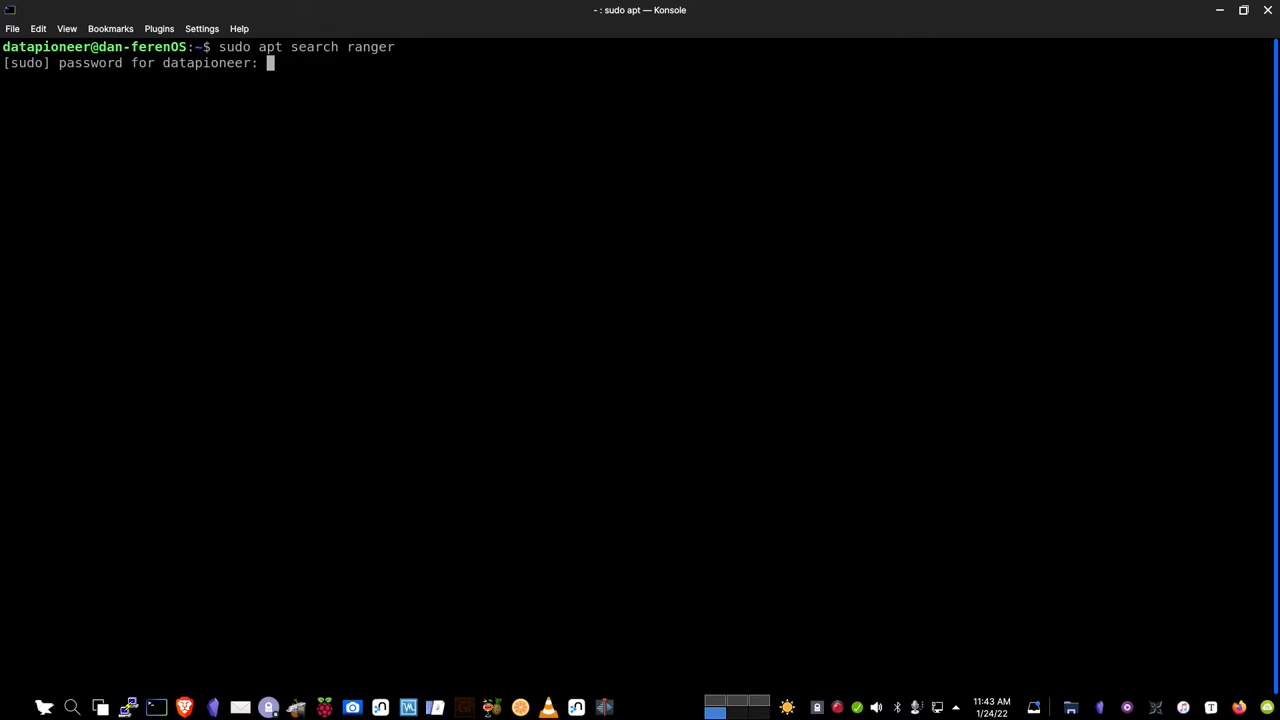 - : sudo apt — Konsole
File Edit View Bookmarks Plugins Settings Help
datapioneer@dan-ferenOS:~$ sudo apt search ranger
[sudo] password for datapioneer:
11:43 AM
1/24/22